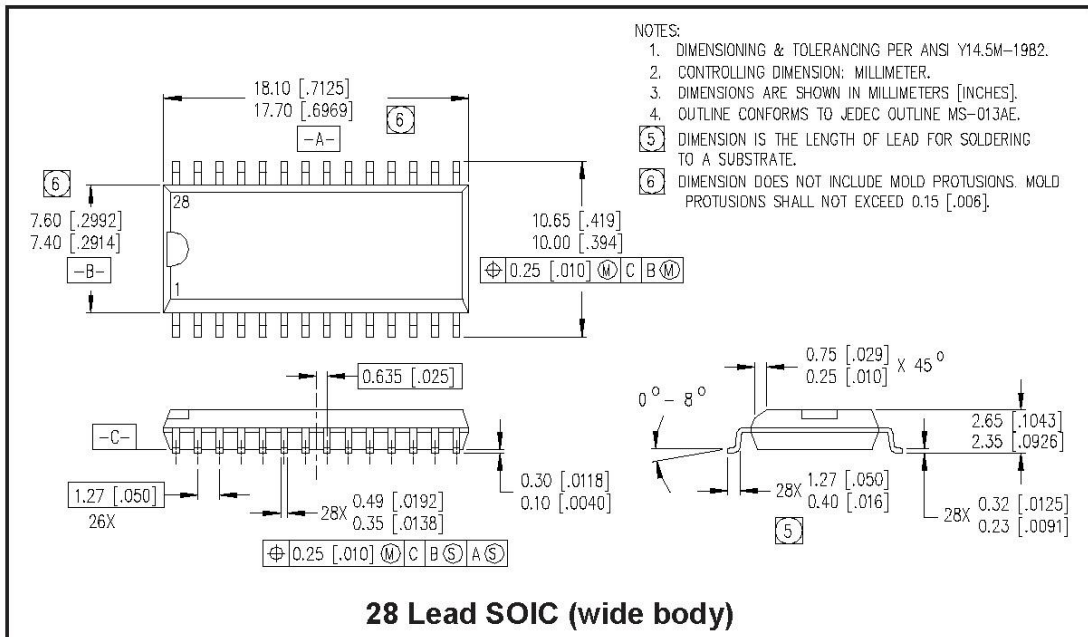 NOTES:
1. DIMENSIONING & TOLERANCING PER ANSI Y14.5M-1982.
2. CONTROLLING DIMENSION: MILLIMETER.
3. DIMENSIONS ARE SHOWN IN MILLIMETERS [INCHES].
4. OUTLINE CONFORMS TO JEDEC OUTLINE MS-013AE.
5 DIMENSION IS THE LENGTH OF LEAD FOR SOLDERING
TO A SUBSTRATE.
6 DIMENSION DOES NOT INCLUDE MOLD PROTUSIONS. MOLD
PROTUSIONS SHALL NOT EXCEED 0.15 [.006].
18.10 [.7125]
17.70 [.6969]
6
-A-
6
7.60 [.2992]
7.40 [.2914]
-B-
28
1
10.65 [.419]
10.00 [.394]
⌖ 0.25 [.010] Ⓜ C B Ⓜ
0.635 [.025]
-C-
1.27 [.050]
26X
28X 0.49 [.0192]
0.35 [.0138]
⌖ 0.25 [.010] Ⓜ C B Ⓢ A Ⓢ
0.30 [.0118]
0.10 [.0040]
0.75 [.029]
0.25 [.010] X 45°
0° - 8°
2.65 [.1043]
2.35 [.0926]
28X 1.27 [.050]
0.40 [.016]
5
28X 0.32 [.0125]
0.23 [.0091]
28 Lead SOIC (wide body)